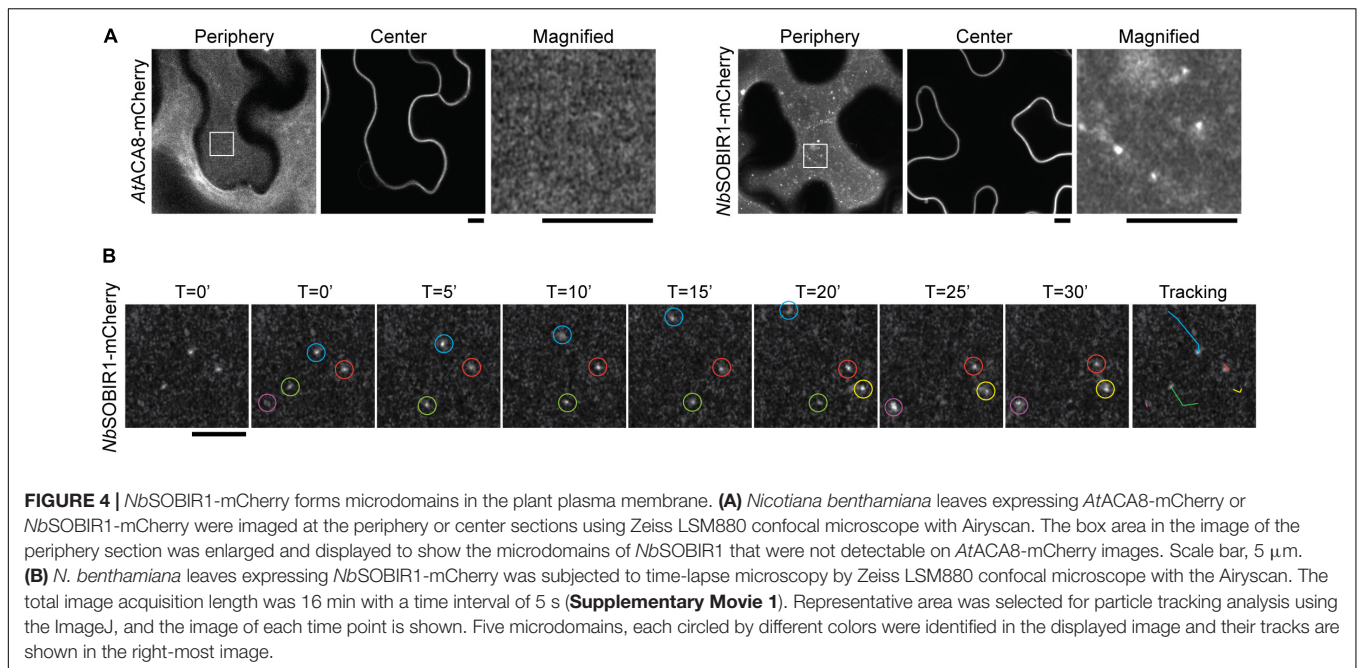 A
Periphery Center Magnified Periphery Center Magnified
AtACA8-mCherry
NbSOBIR1-mCherry
B
T=0’ T=0’ T=5’ T=10’ T=15’ T=20’ T=25’ T=30’ Tracking
NbSOBIR1-mCherry
FIGURE 4 | NbSOBIR1-mCherry forms microdomains in the plant plasma membrane. (A) Nicotiana benthamiana leaves expressing AtACA8-mCherry or
NbSOBIR1-mCherry were imaged at the periphery or center sections using Zeiss LSM880 confocal microscope with Airyscan. The box area in the image of the
periphery section was enlarged and displayed to show the microdomains of NbSOBIR1 that were not detectable on AtACA8-mCherry images. Scale bar, 5 μm.
(B) N. benthamiana leaves expressing NbSOBIR1-mCherry was subjected to time-lapse microscopy by Zeiss LSM880 confocal microscope with the Airyscan. The
total image acquisition length was 16 min with a time interval of 5 s (Supplementary Movie 1). Representative area was selected for particle tracking analysis using
the ImageJ, and the image of each time point is shown. Five microdomains, each circled by different colors were identified in the displayed image and their tracks are
shown in the right-most image.